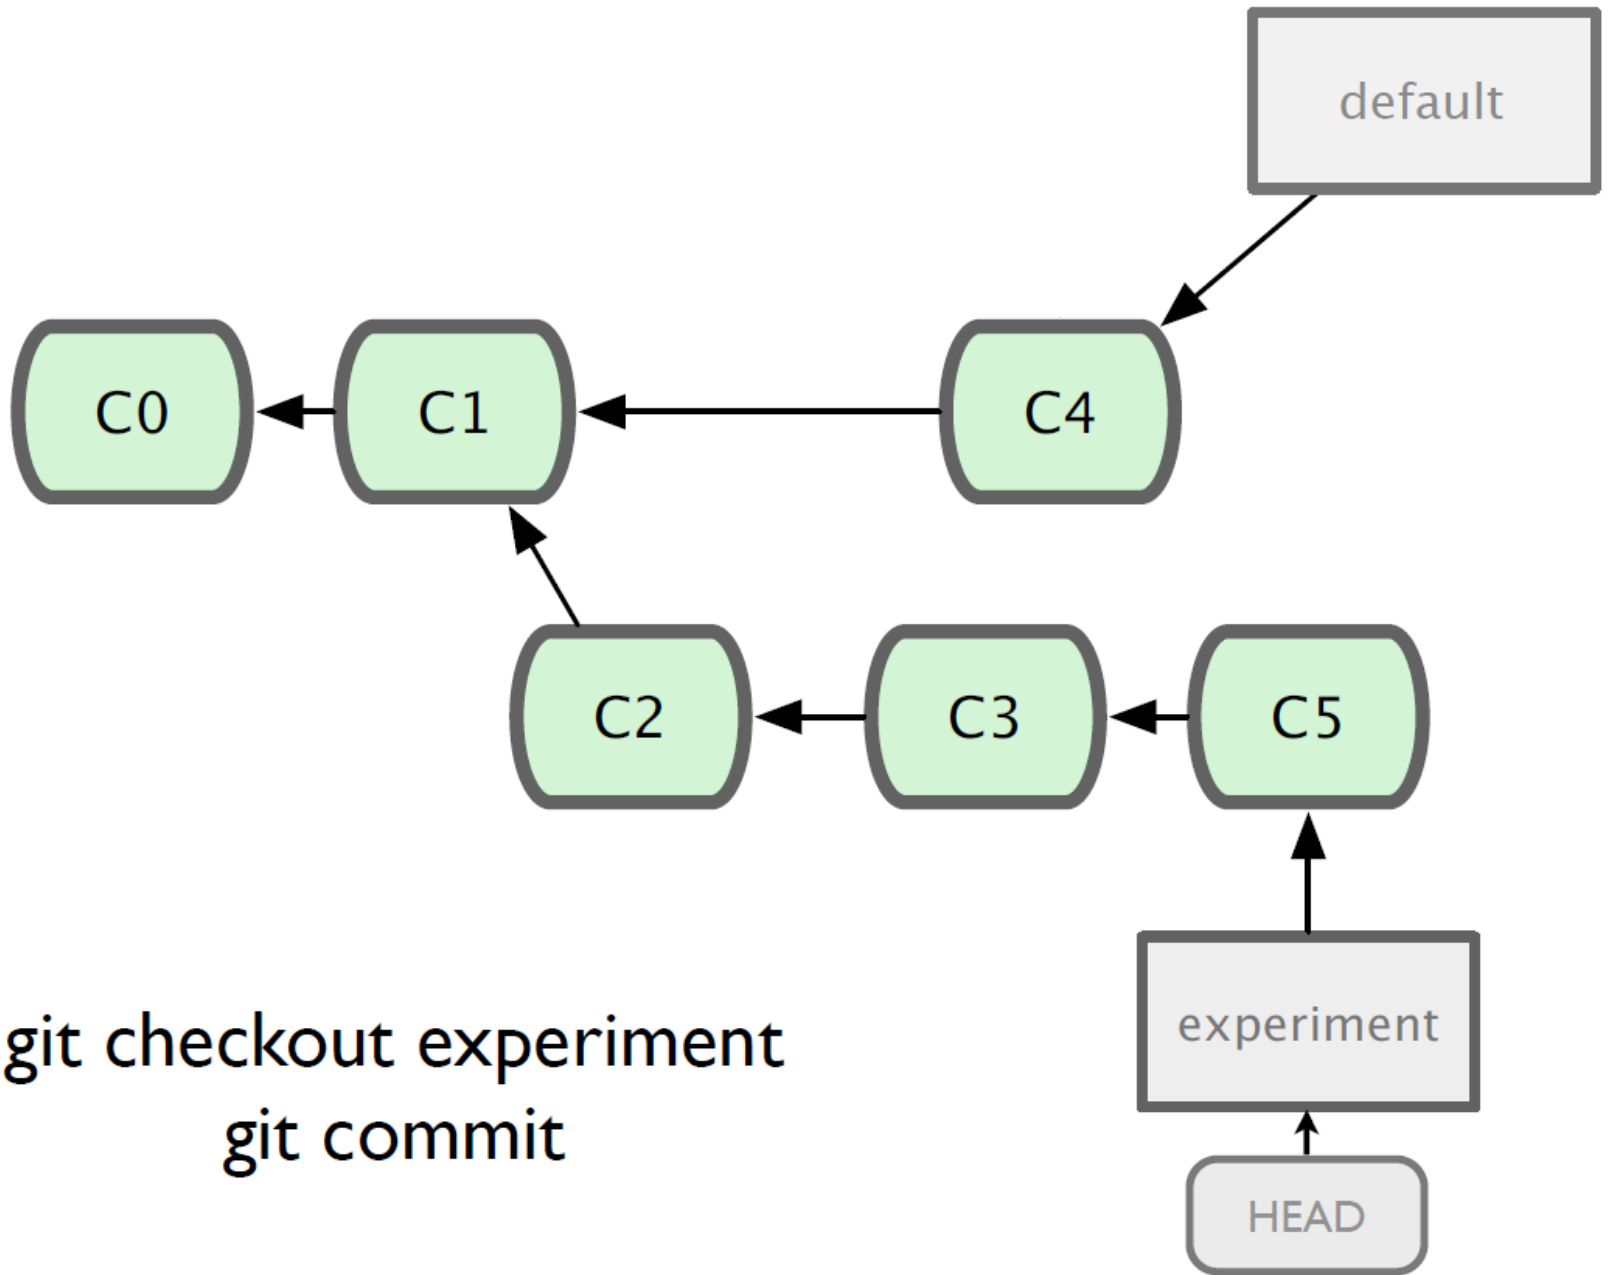 default
C0
C1
C4
C2
C3
C5
experiment
git checkout experiment
git commit
HEAD